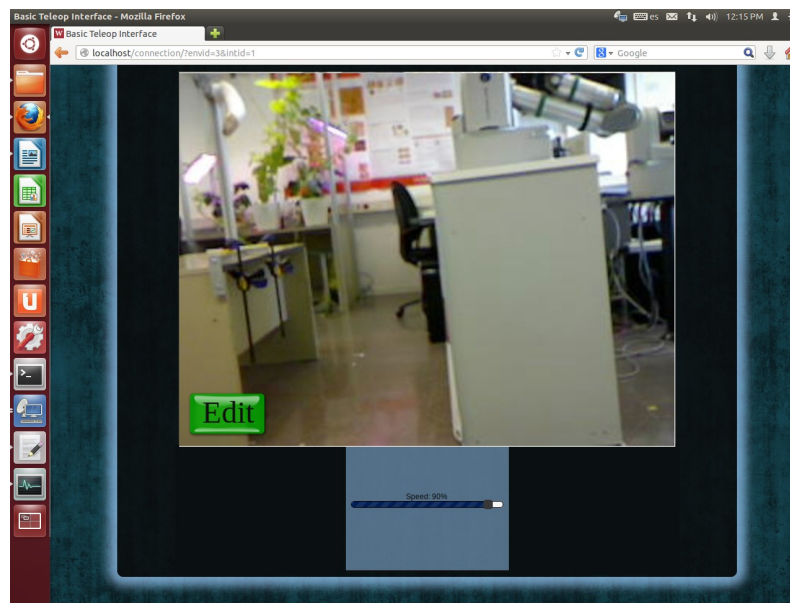 Basic Teleop Interface - Mozilla Firefox
es
12:15 PM
Basic Teleop Interface
localhost/connection/?envid=3&intid=1
Google
Edit
Speed: 90%